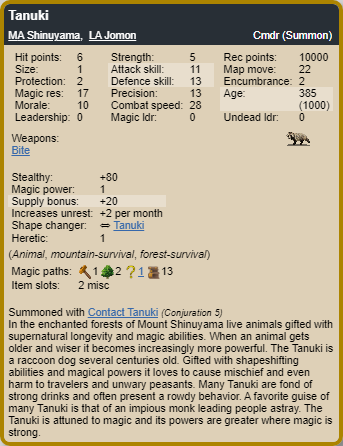 Tanuki
MA Shinuyama, LA Jomon Cmdr (Summon)
Hit points: 6 Strength: 5 Rec points: 10000
Size: 1 Attack skill: 11 Map move: 22
Protection: 2 Defence skill: 13 Encumbrance: 2
Magic res: 17 Precision: 13 Age: 385
Morale: 10 Combat speed: 28 (1000)
Leadership: 0 Magic ldr: 0 Undead ldr: 0
Weapons:
Bite
Stealthy: +80
Magic power: 1
Supply bonus: +20
Increases unrest: +2 per month
Shape changer: ⇔ Tanuki
Heretic: 1
(Animal, mountain-survival, forest-survival)
Magic paths: 1 2 ? 1 13
Item slots: 2 misc
Summoned with Contact Tanuki (Conjuration 5)
In the enchanted forests of Mount Shinuyama live animals gifted with
supernatural longevity and magic abilities. When an animal gets
older and wiser it becomes increasingly more powerful. The Tanuki is
a raccoon dog several centuries old. Gifted with shapeshifting
abilities and magical powers it loves to cause mischief and even
harm to travelers and unwary peasants. Many Tanuki are fond of
strong drinks and often present a rowdy behavior. A favorite guise of
many Tanuki is that of an impious monk leading people astray. The
Tanuki is attuned to magic and its powers are greater where magic is
strong.